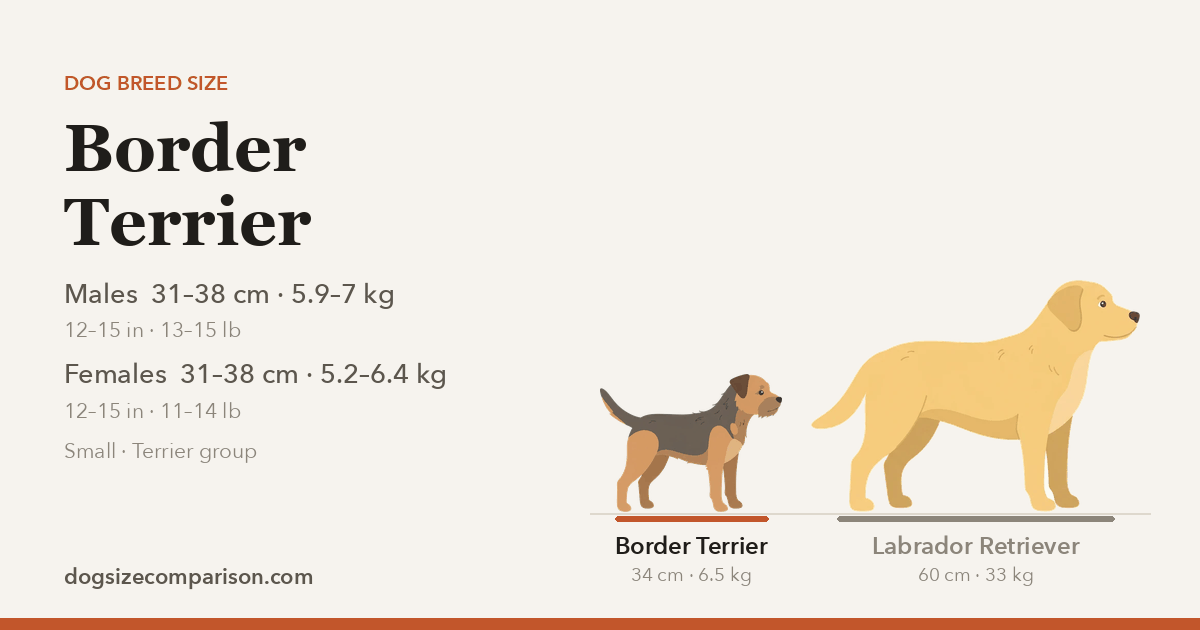 DOG BREED SIZE
Border
Terrier
Males 31–38 cm · 5.9–7 kg
12–15 in · 13–15 lb
Females 31–38 cm · 5.2–6.4 kg
12–15 in · 11–14 lb
Small · Terrier group
dogsizecomparison.com
Border Terrier
34 cm · 6.5 kg
Labrador Retriever
60 cm · 33 kg